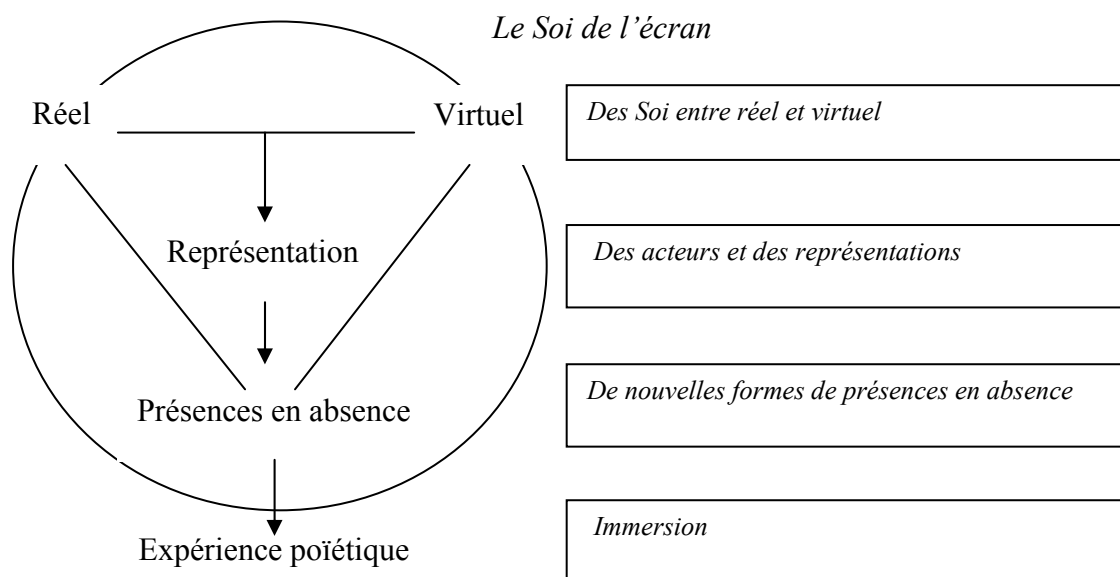 Le Soi de l’écran
Réel
Virtuel
Des Soi entre réel et virtuel
Représentation
Des acteurs et des représentations
Présences en absence
De nouvelles formes de présences en absence
Expérience poïétique
Immersion